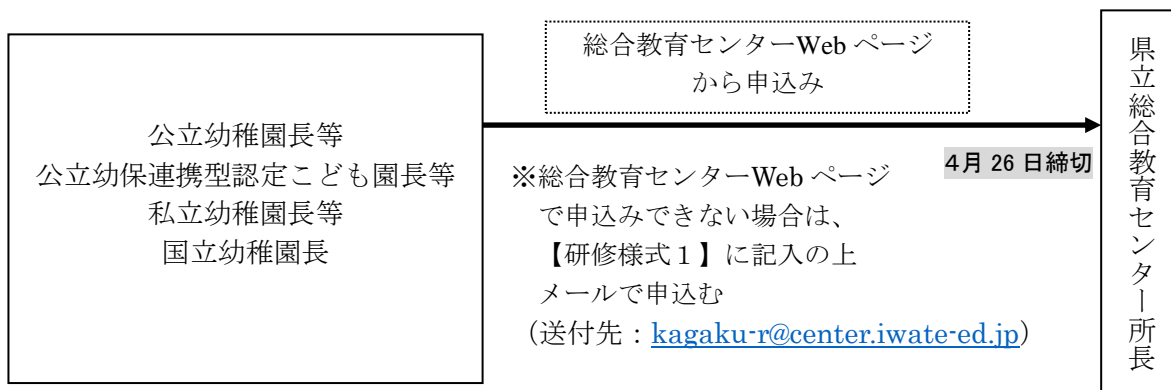 公立幼稚園長等
公立幼保連携型認定こども園長等
私立幼稚園長等
国立幼稚園長
総合教育センターWeb ページ
から申込み
4月 26 日締切
※総合教育センターWeb ページ
で申込みできない場合は、
【研修様式１】に記入の上
メールで申込む
（送付先：kagaku-r@center.iwate-ed.jp）
県立総合教育センター所長